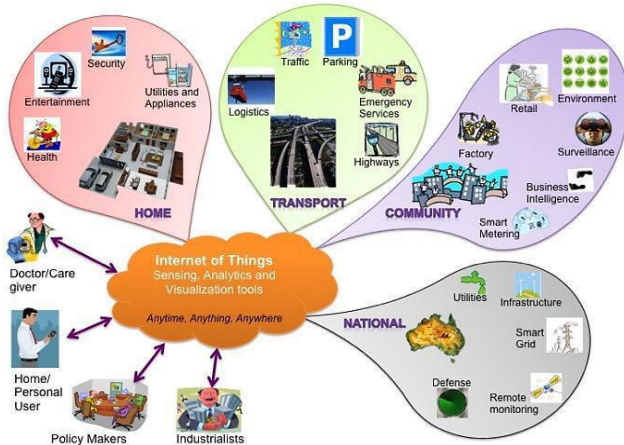 Security
Utilities and
Appliances
Entertainment
Health
HOME
Traffic
P
Parking
Logistics
Emergency
Services
Highways
TRANSPORT
Retail
Environment
Factory
Surveillance
Business
Intelligence
Smart
Metering
COMMUNITY
Internet of Things
Sensing, Analytics and
Visualization tools
Anytime, Anything, Anywhere
NATIONAL
Utilities
Infrastructure
Smart
Grid
Defense
Remote
monitoring
Doctor/Care
giver
Home/
Personal
User
Policy Makers
Industrialists